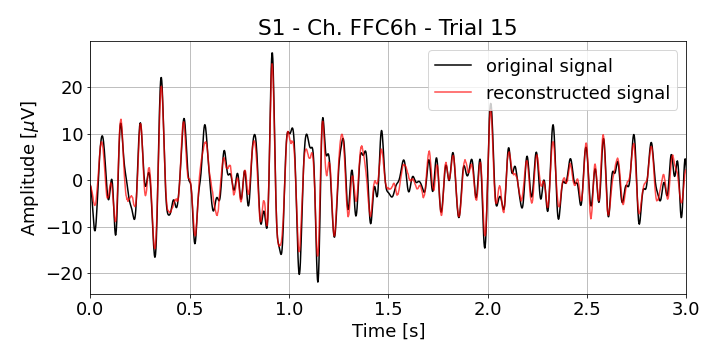 S1 - Ch. FFC6h - Trial 15
original signal
reconstructed signal
Amplitude [μV]
20
10
0
−10
−20
0.0 0.5 1.0 1.5 2.0 2.5 3.0
Time [s]